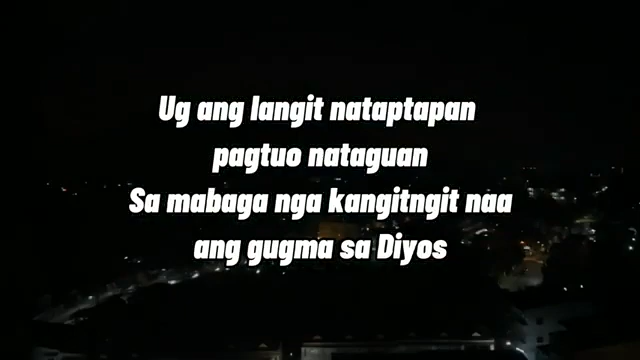 Ug ang langit nataptapan
pagtuo nataguan
Sa mabaga nga kangitngit naa
ang gugma sa Diyos